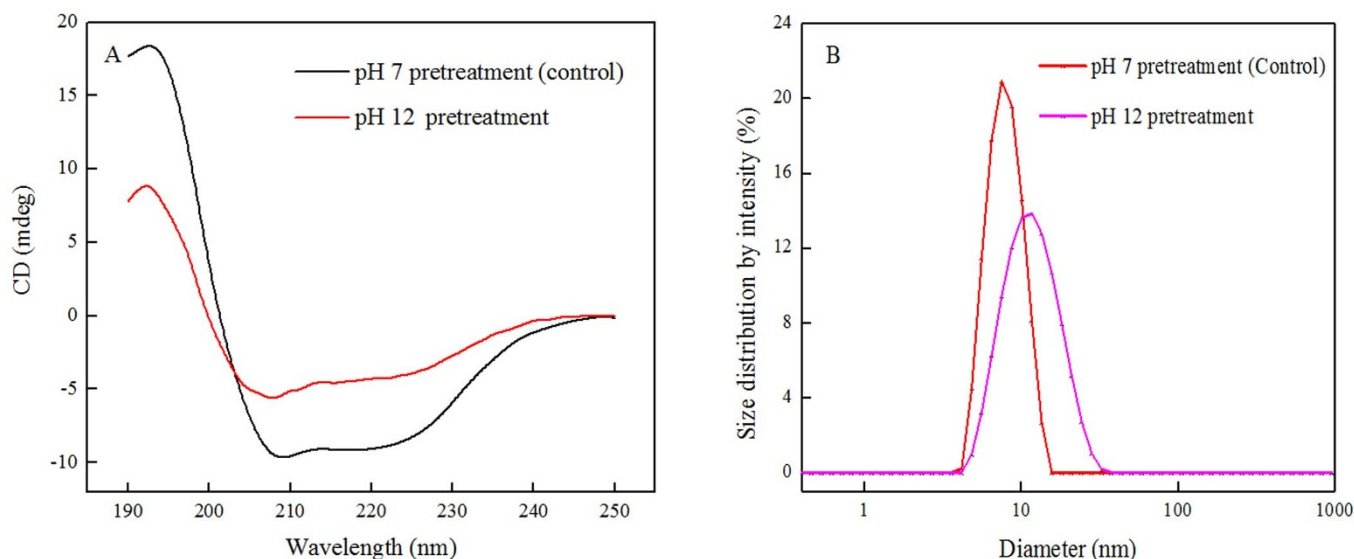 A
pH 7 pretreatment (control)
pH 12 pretreatment
CD (mdeg)
20
15
10
5
0
-5
-10
190 200 210 220 230 240 250
Wavelength (nm)
B
pH 7 pretreatment (Control)
pH 12 pretreatment
Size distribution by intensity (%)
24
20
16
12
8
4
0
1 10 100 1000
Diameter (nm)